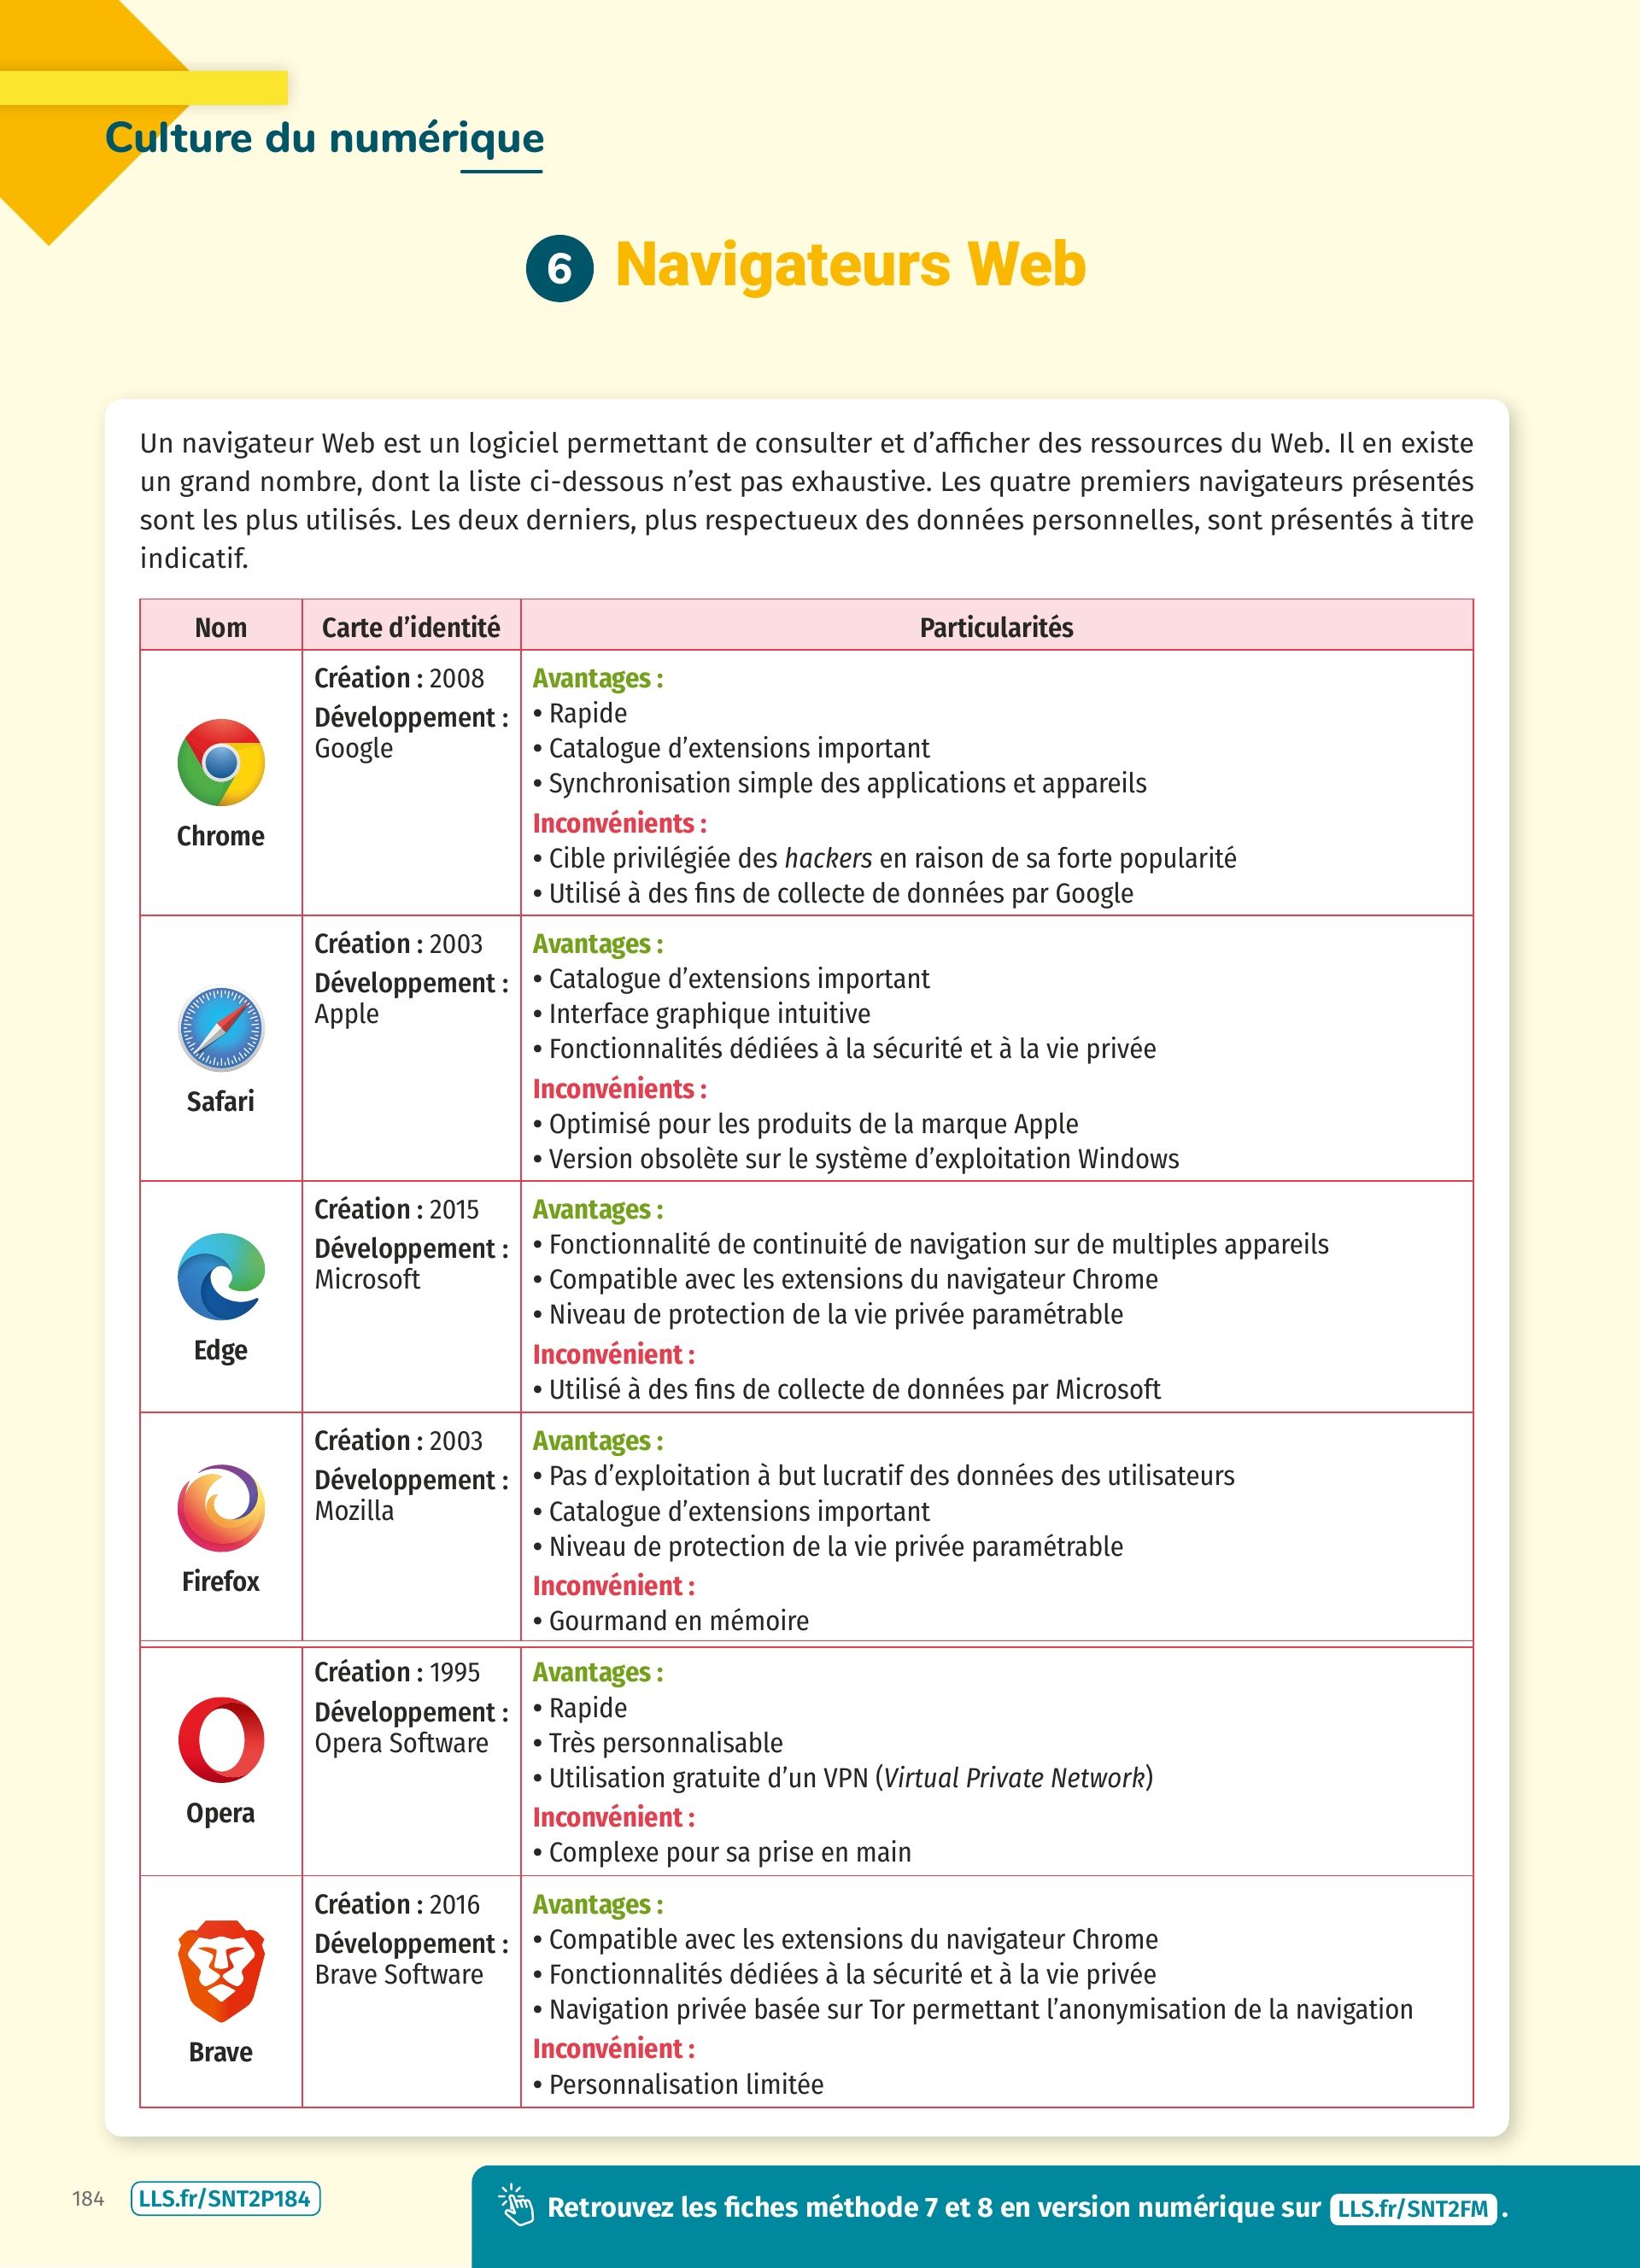 Culture du numérique
6 Navigateurs Web
Un navigateur Web est un logiciel permettant de consulter et d’afficher des ressources du Web. Il en existe
un grand nombre, dont la liste ci-dessous n’est pas exhaustive. Les quatre premiers navigateurs présentés
sont les plus utilisés. Les deux derniers, plus respectueux des données personnelles, sont présentés à titre
indicatif.
Nom
Carte d’identité
Particularités
Chrome
Création : 2008
Développement :
Google
Avantages :
• Rapide
• Catalogue d’extensions important
• Synchronisation simple des applications et appareils
Inconvénients :
• Cible privilégiée des hackers en raison de sa forte popularité
• Utilisé à des fins de collecte de données par Google
Safari
Création : 2003
Développement :
Apple
Avantages :
• Catalogue d’extensions important
• Interface graphique intuitive
• Fonctionnalités dédiées à la sécurité et à la vie privée
Inconvénients :
• Optimisé pour les produits de la marque Apple
• Version obsolète sur le système d’exploitation Windows
Edge
Création : 2015
Développement :
Microsoft
Avantages :
• Fonctionnalité de continuité de navigation sur de multiples appareils
• Compatible avec les extensions du navigateur Chrome
• Niveau de protection de la vie privée paramétrable
Inconvénient :
• Utilisé à des fins de collecte de données par Microsoft
Firefox
Création : 2003
Développement :
Mozilla
Avantages :
• Pas d’exploitation à but lucratif des données des utilisateurs
• Catalogue d’extensions important
• Niveau de protection de la vie privée paramétrable
Inconvénient :
• Gourmand en mémoire
Opera
Création : 1995
Développement :
Opera Software
Avantages :
• Rapide
• Très personnalisable
• Utilisation gratuite d’un VPN (Virtual Private Network)
Inconvénient :
• Complexe pour sa prise en main
Brave
Création : 2016
Développement :
Brave Software
Avantages :
• Compatible avec les extensions du navigateur Chrome
• Fonctionnalités dédiées à la sécurité et à la vie privée
• Navigation privée basée sur Tor permettant l’anonymisation de la navigation
Inconvénient :
• Personnalisation limitée
184 LLS.fr/SNT2P184
Retrouvez les fiches méthode 7 et 8 en version numérique sur LLS.fr/SNT2FM .